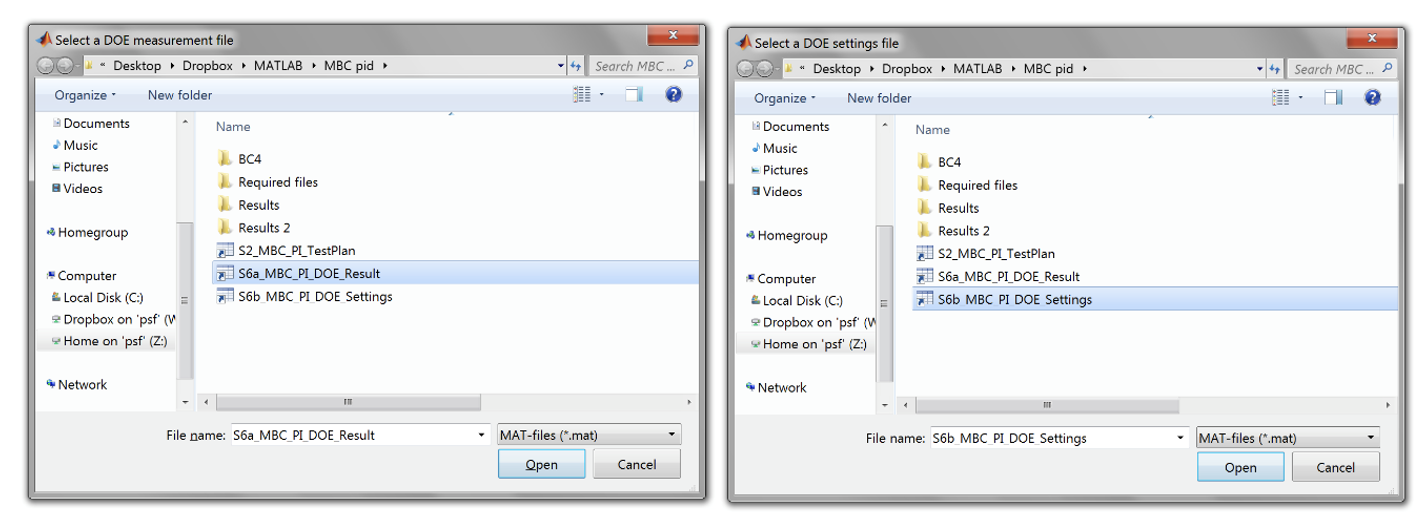 Select a DOE measurement file
« Desktop Dropbox MATLAB MBC pid Search MBC ...
Organize New folder
Documents
Music
Pictures
Videos
Homegroup
Computer
Local Disk (C:)
Dropbox on 'psf' (W
Home on 'psf' (Z:)
Network
Name
BC4
Required files
Results
Results 2
S2_MBC_PI_TestPlan
S6a_MBC_PI_DOE_Result
S6b_MBC_PI_DOE_Settings
File name: S6a_MBC_PI_DOE_Result MAT-files (*.mat)
Open Cancel
Select a DOE settings file
« Desktop Dropbox MATLAB MBC pid Search MBC ...
Organize New folder
Documents
Music
Pictures
Videos
Homegroup
Computer
Local Disk (C:)
Dropbox on 'psf' (W
Home on 'psf' (Z:)
Network
Name
BC4
Required files
Results
Results 2
S2_MBC_PI_TestPlan
S6a_MBC_PI_DOE_Result
S6b_MBC_PI_DOE_Settings
File name: S6b_MBC_PI_DOE_Settings MAT-files (*.mat)
Open Cancel